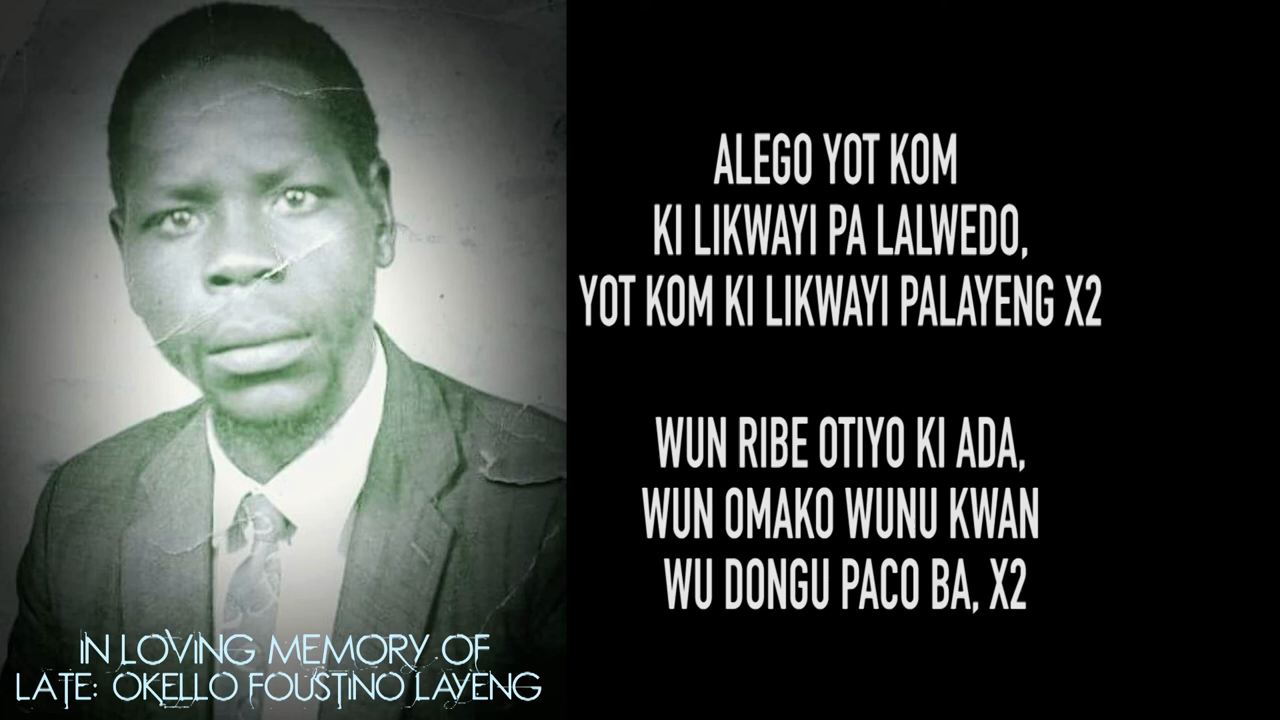 ALEGO YOT KOM
KI LIKWAYI PA LALWEDO,
YOT KOM KI LIKWAYI PALAYENG X2
WUN RIBE OTIYO KI ADA,
WUN OMAKO WUNU KWAN
WU DONGU PACO BA, X2
IN LOVING MEMORY OF
LATE: OKELLO FOUSTINO LAYENG